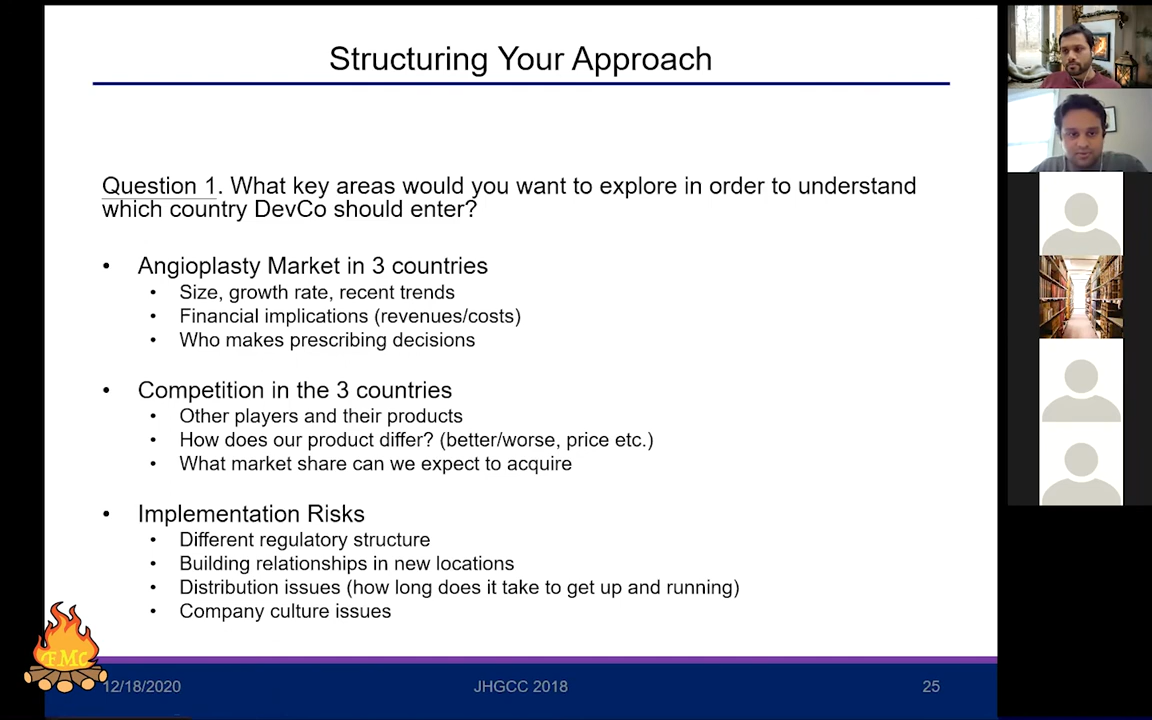 Structuring Your Approach
Question 1. What key areas would you want to explore in order to understand
which country DevCo should enter?
• Angioplasty Market in 3 countries
• Size, growth rate, recent trends
• Financial implications (revenues/costs)
• Who makes prescribing decisions
• Competition in the 3 countries
• Other players and their products
• How does our product differ? (better/worse, price etc.)
• What market share can we expect to acquire
• Implementation Risks
• Different regulatory structure
• Building relationships in new locations
• Distribution issues (how long does it take to get up and running)
• Company culture issues
FMC
12/18/2020 JHGCC 2018 25